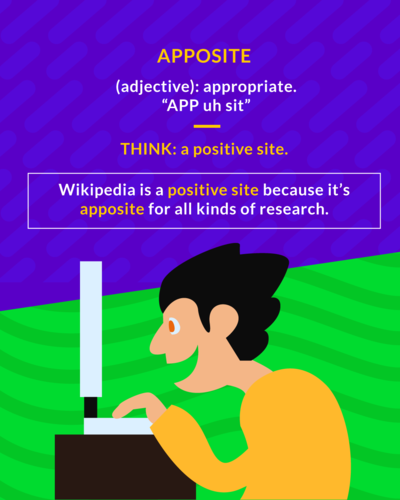 APPOSITE
(adjective): appropriate.
“APP uh sit”
THINK: a positive site.
Wikipedia is a positive site because it’s
apposite for all kinds of research.